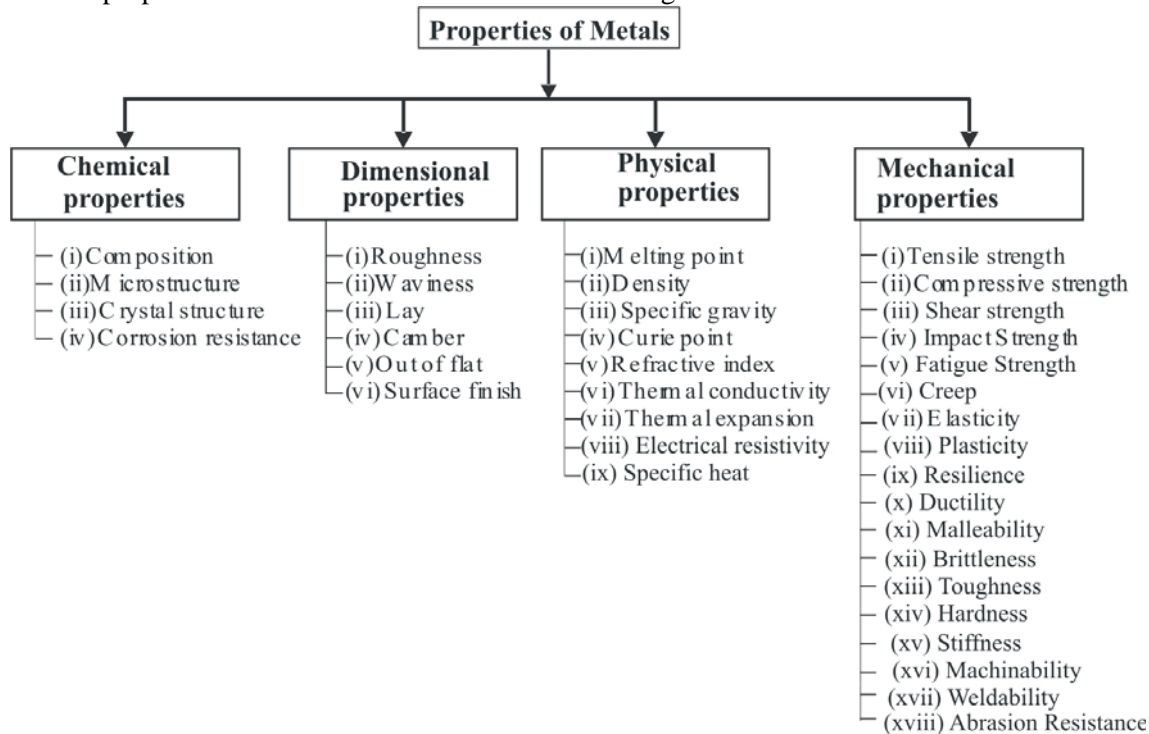 Properties of Metals
Chemical
properties
(i)Composition
(ii)Microstructure
(iii)Crystal structure
(iv)Corrosion resistance
Dimensional
properties
(i)Roughness
(ii)Waviness
(iii)Lay
(iv)Camber
(v)Out of flat
(vi)Surface finish
Physical
properties
(i)Melting point
(ii)Density
(iii) Specific gravity
(iv)Curie point
(v)Refractive index
(vi)Thermal conductivity
(vii)Thermal expansion
(viii) Electrical resistivity
(ix) Specific heat
Mechanical
properties
(i)Tensile strength
(ii)Compressive strength
(iii) Shear strength
(iv) Impact Strength
(v) Fatigue Strength
(vi) Creep
(vii)Elasticity
(viii) Plasticity
(ix) Resilience
(x) Ductility
(xi) Malleability
(xii) Brittleness
(xiii) Toughness
(xiv) Hardness
(xv) Stiffness
(xvi) Machinability
(xvii) Weldability
(xviii) Abrasion Resistance